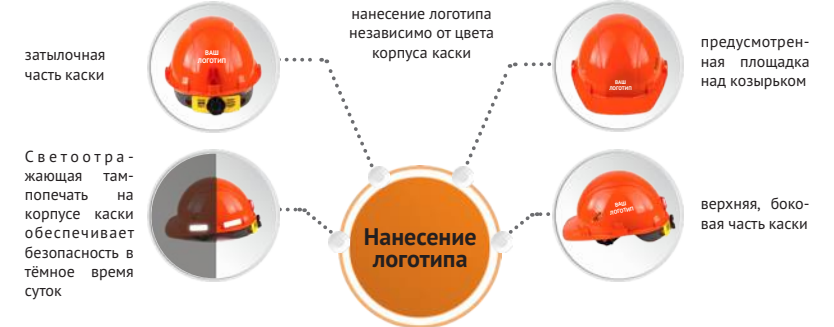 затылочная
часть каски
ВАШ
ЛОГОТИП
нанесение логотипа
независимо от цвета
корпуса каски
ВАШ
ЛОГОТИП
предусмотрен-
ная площадка
над козырьком
Светоотра-
жающая там-
попечать на
корпусе каски
обеспечивает
безопасность в
тёмное время
суток
Нанесение
логотипа
ВАШ
ЛОГОТИП
верхняя, боко-
вая часть каски